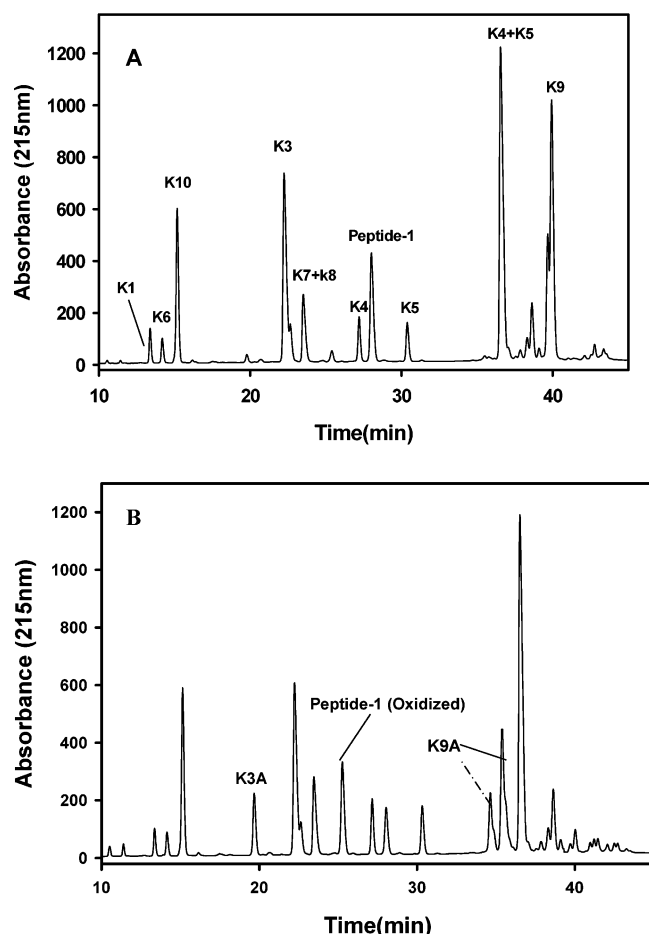 A
K4+K5
K9
K3
K10
Peptide-1
K7+k8
K1
K6
K4
K5
Absorbance (215nm)
1200
1000
800
600
400
200
0
10
20
30
40
Time(min)
B
Peptide-1 (Oxidized)
K9A
K3A
Absorbance (215nm)
1200
1000
800
600
400
200
0
10
20
30
40
Time(min)